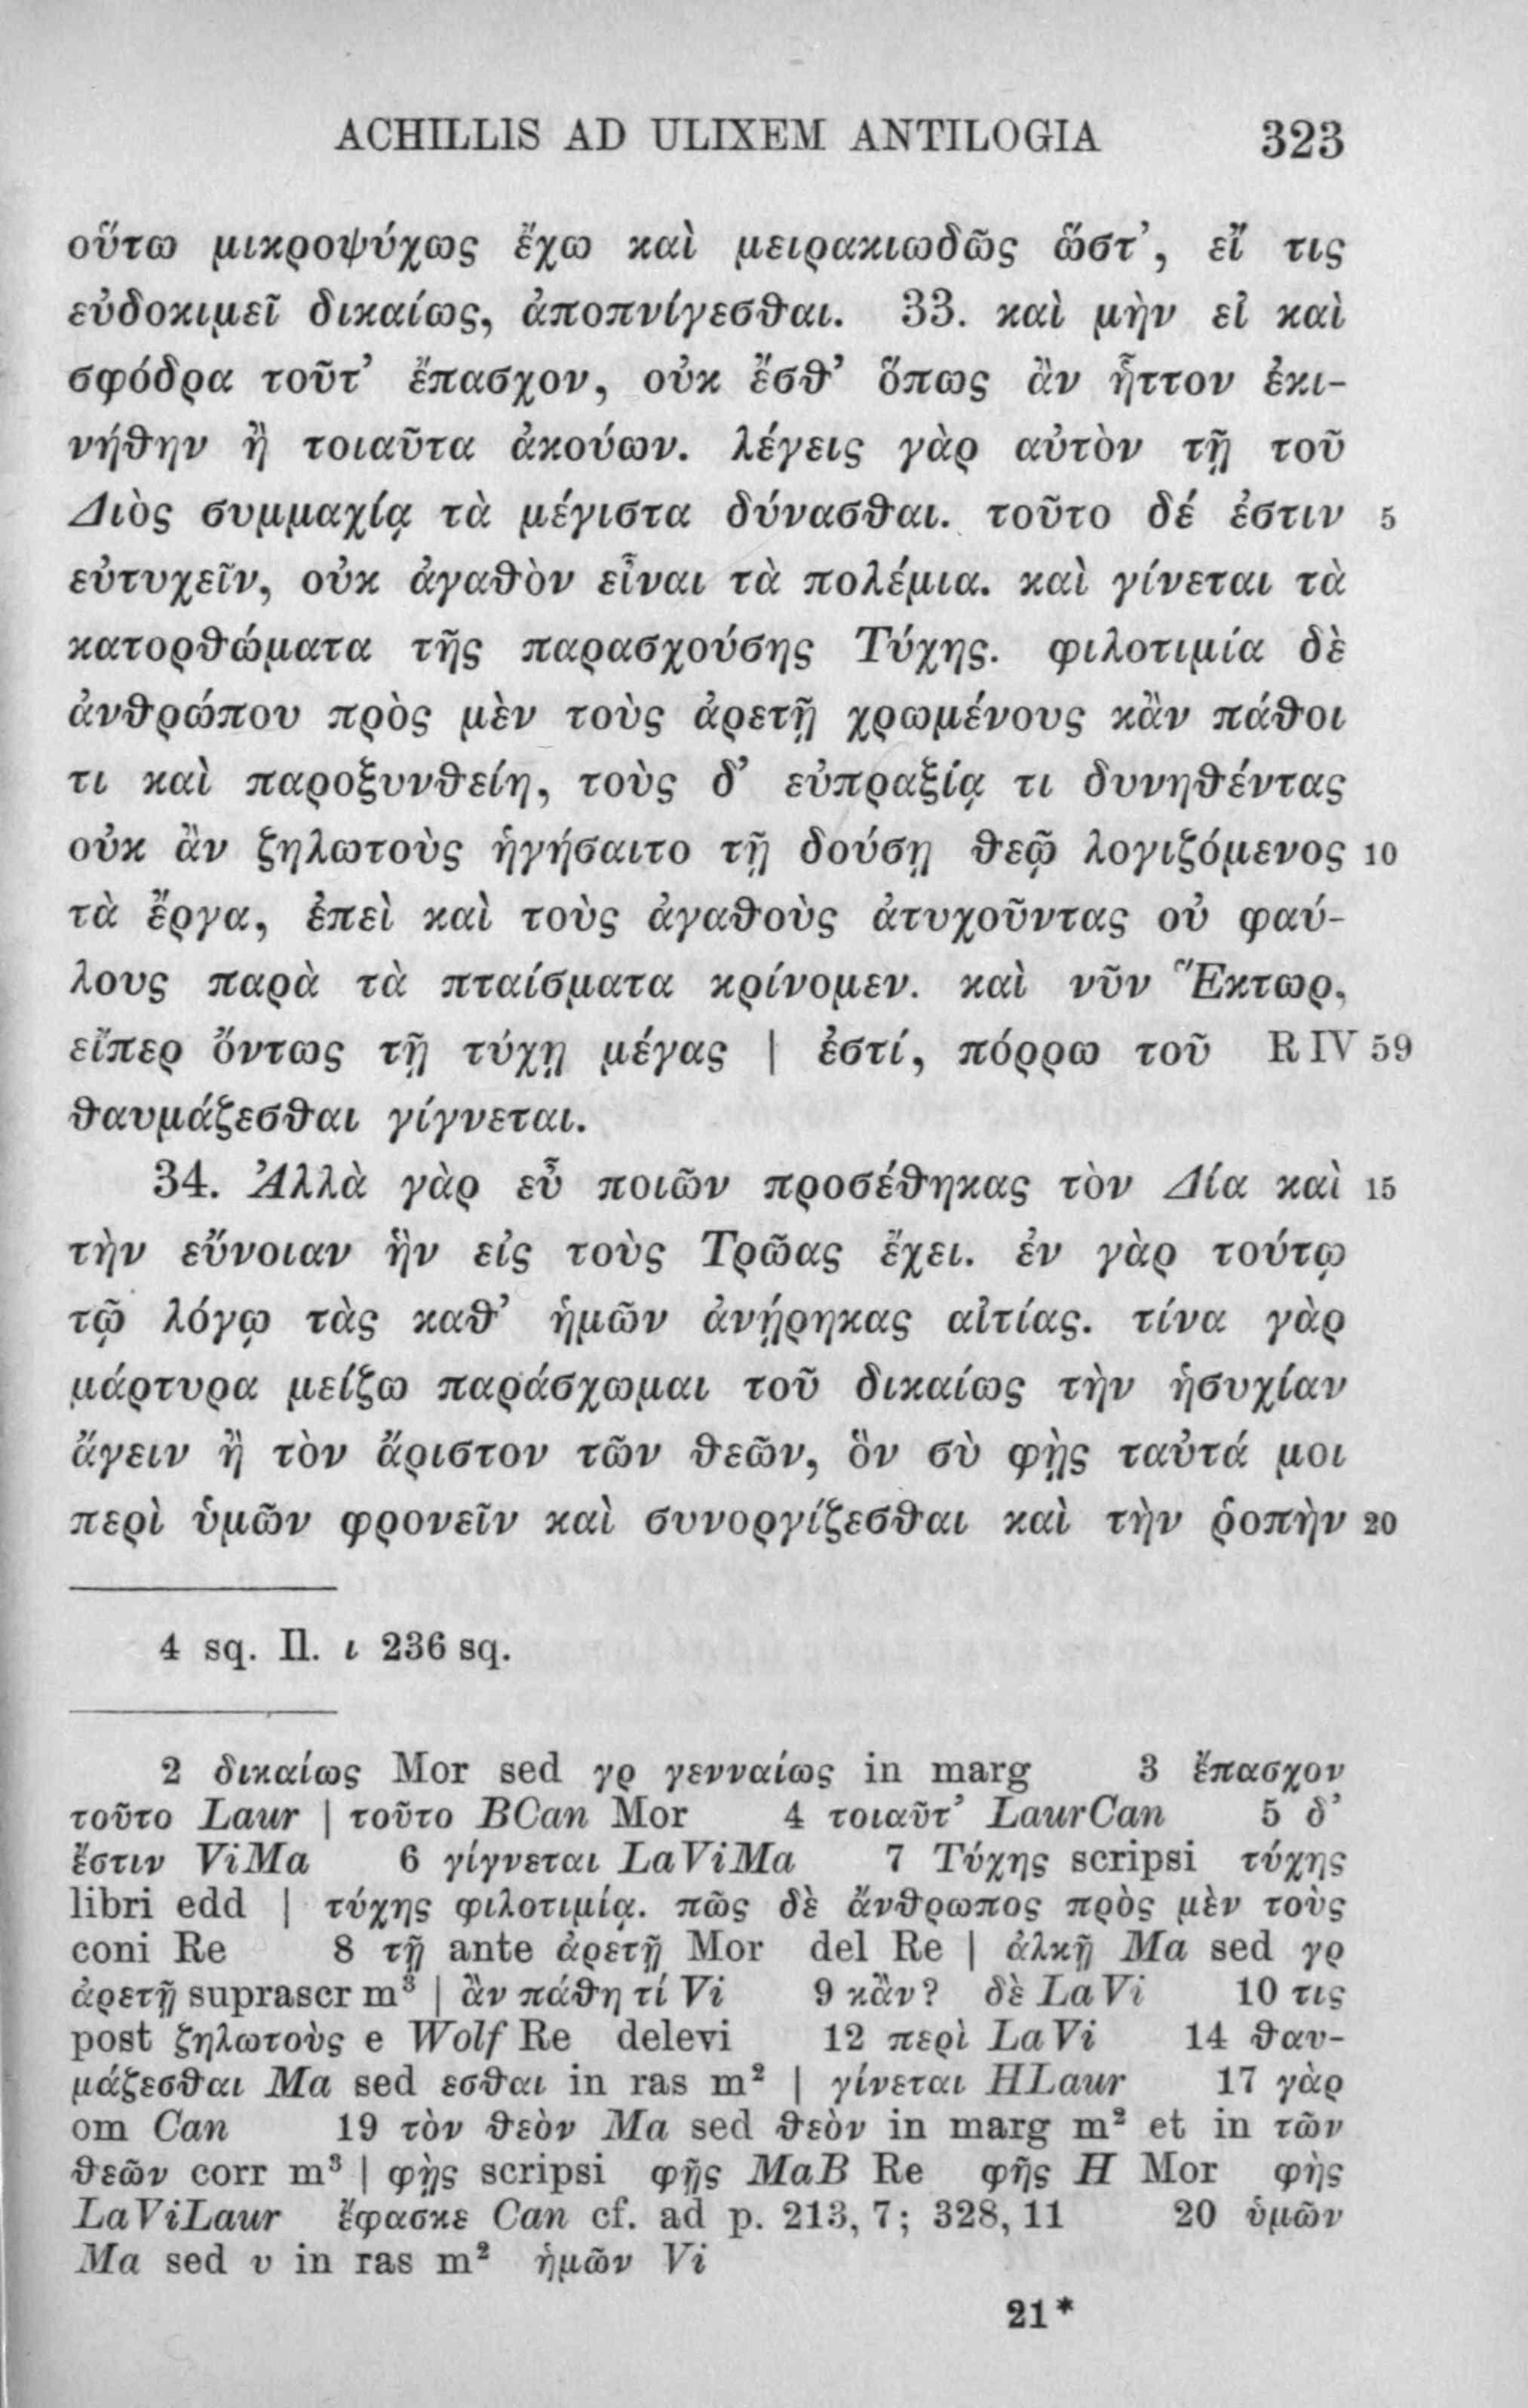 ACHILLIS AD ULIXEM ANTILOGIA 323
οὕτω μικροψύχως ἔχω καὶ μειρακιωδῶς ὥστ’, εἴ τις
εὐδοκιμεῖ δικαίως, ἀποπνίγεσθαι. 33. καὶ μὴν εἰ καὶ
σφόδρα τοῦτ’ ἔπασχον, οὐκ ἔσθ’ ὅπως ἂν ἧττον ἐκι-
νήθην ἢ τοιαῦτα ἀκούων. λέγεις γὰρ αὐτὸν τῇ τοῦ
Διὸς συμμαχίᾳ τὰ μέγιστα δύνασθαι. τοῦτο δέ ἐστιν 5
εὐτυχεῖν, οὐκ ἀγαθὸν εἶναι τὰ πολέμια. καὶ γίνεται τὰ
κατορθώματα τῆς παρασχούσης Τύχης. φιλοτιμία δὲ
ἀνθρώπου πρὸς μὲν τοὺς ἀρετῇ χρωμένους κἂν πάθοι
τι καὶ παροξυνθείη, τοὺς δ’ εὐπραξίᾳ τι δυνηθέντας
οὐκ ἂν ζηλωτοὺς ἡγήσαιτο τῇ δούσῃ θεῷ λογιζόμενος 10
τὰ ἔργα, ἐπεὶ καὶ τοὺς ἀγαθοὺς ἀτυχοῦντας οὐ φαύ-
λους παρὰ τὰ πταίσματα κρίνομεν. καὶ νῦν Ἕκτωρ,
εἴπερ ὄντως τῇ τύχῃ μέγας | ἐστί, πόρρω τοῦ R IV 59
θαυμάζεσθαι γίγνεται.
34. Ἀλλὰ γὰρ εὖ ποιῶν προσέθηκας τὸν Δία καὶ 15
τὴν εὔνοιαν ἣν εἰς τοὺς Τρῶας ἔχει. ἐν γὰρ τούτῳ
τῷ λόγῳ τὰς καθ’ ἡμῶν ἀνῄρηκας αἰτίας. τίνα γὰρ
μάρτυρα μείζω παράσχωμαι τοῦ δικαίως τὴν ἡσυχίαν
ἄγειν ἢ τὸν ἄριστον τῶν θεῶν, ὃν σὺ φῂς ταὐτά μοι
περὶ ὑμῶν φρονεῖν καὶ συνοργίζεσθαι καὶ τὴν ῥοπὴν 20
4 sq. Il. ι 236 sq.
2 δικαίως Mor sed γρ γενναίως in marg 3 ἔπασχον
τοῦτο Laur | τοῦτο BCan Mor 4 τοιαῦτ’ LaurCan 5 δ’
ἔστιν ViMa 6 γίγνεται LaViMa 7 Τύχης scripsi τύχης
libri edd | τύχης φιλοτιμίᾳ. πῶς δὲ ἄνθρωπος πρὸς μὲν τοὺς
coni Re 8 τῇ ante ἀρετῇ Mor del Re | ἀλκῇ Ma sed γρ
ἀρετῇ suprascr m³ | ἂν πάθη τί Vi 9 κἂν? δὲ LaVi 10 τις
post ζηλωτοὺς e Wolf Re delevi 12 περὶ LaVi 14 θαυ-
μάζεσθαι Ma sed εσθαι in ras m² | γίνεται HLaur 17 γὰρ
om Can 19 τὸν θεὸν Ma sed θεὸν in marg m² et in τῶν
θεῶν corr m³ | φῂς scripsi φῇς MaB Re φῆς H Mor φὴς
LaViLaur ἔφασκε Can cf. ad p. 213, 7; 328, 11 20 ὑμῶν
Ma sed υ in ras m² ἡμῶν Vi
21*